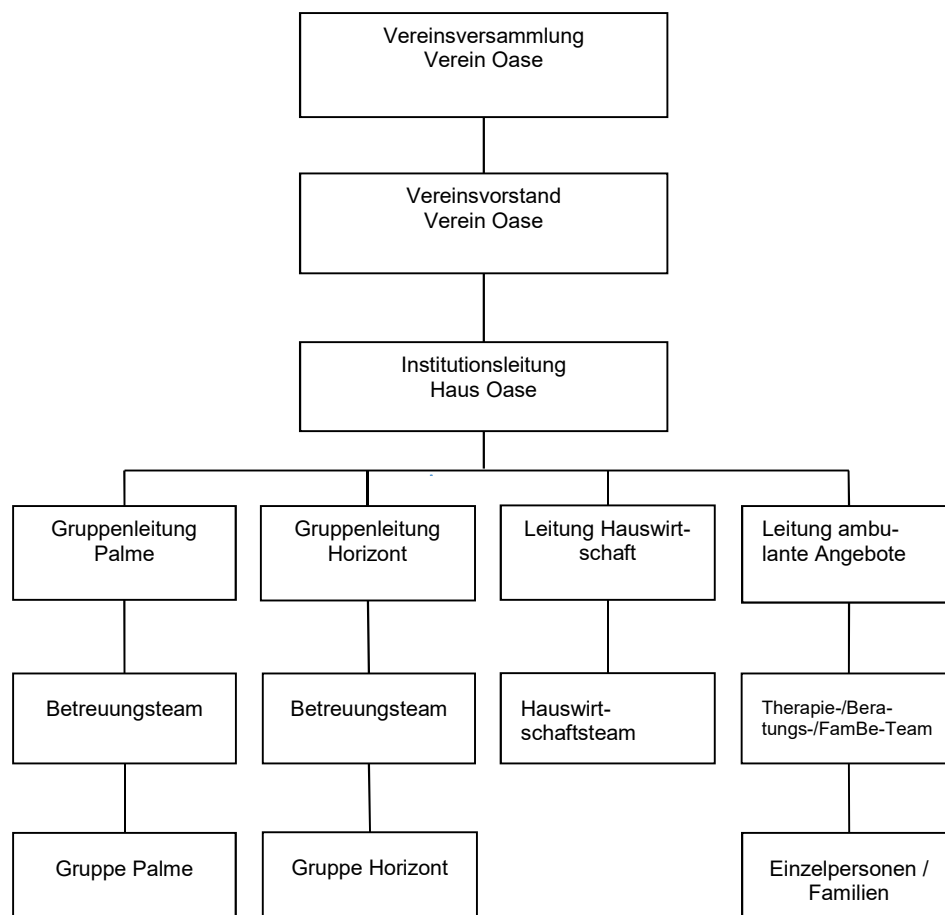 Vereinsversammlung
Verein Oase
Vereinsvorstand
Verein Oase
Institutionsleitung
Haus Oase
Gruppenleitung
Palme
Gruppenleitung
Horizont
Leitung Hauswirt-
schaft
Leitung ambu-
lante Angebote
Betreuungsteam
Betreuungsteam
Hauswirt-
schaftsteam
Therapie-/Bera-
tungs-/FamBe-Team
Gruppe Palme
Gruppe Horizont
Einzelpersonen /
Familien